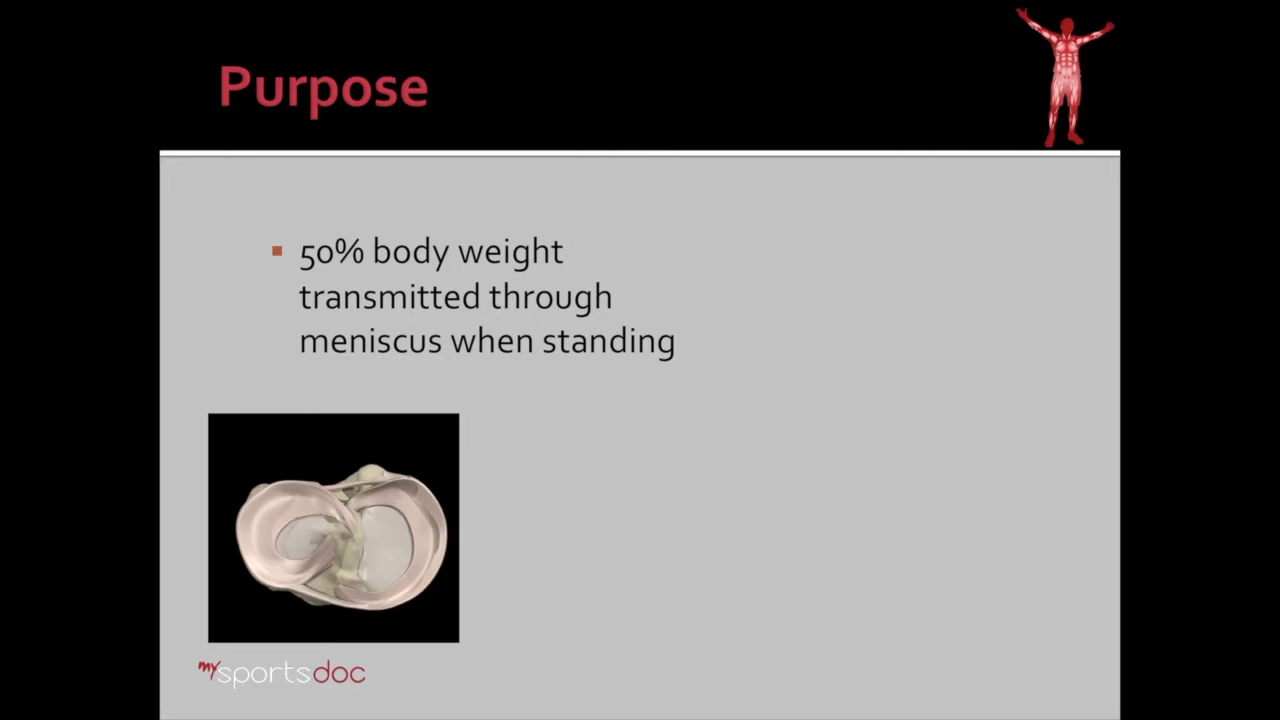 Purpose
50% body weight
transmitted through
meniscus when standing
mysportsdoc